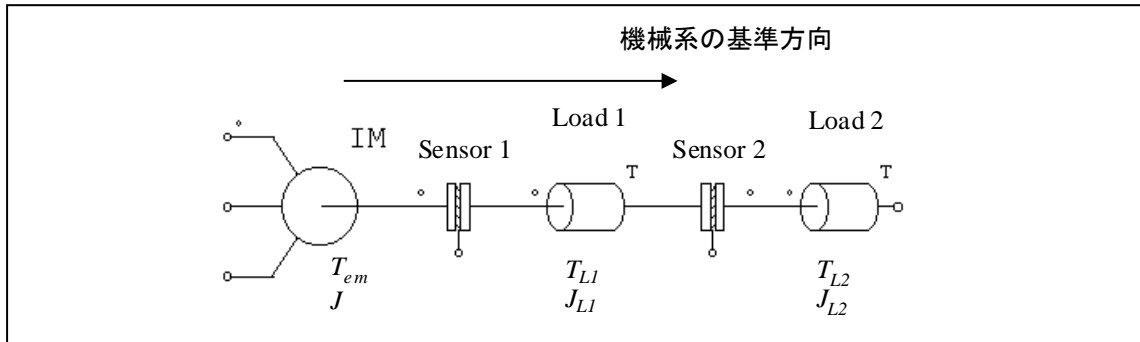 機械系の基準方向
IM
Sensor 1
Load 1
T
Sensor 2
Load 2
T
T_em
J
T_L1
J_L1
T_L2
J_L2